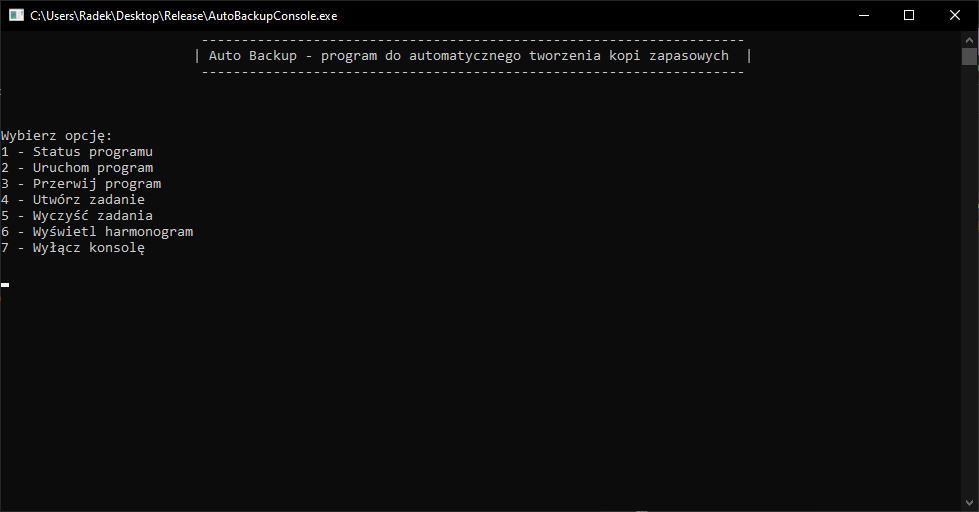 C:\Users\Radek\Desktop\Release\AutoBackupConsole.exe
-------------------------------------------------------------------- 
| Auto Backup - program do automatycznego tworzenia kopi zapasowych |
--------------------------------------------------------------------
Wybierz opcję:
1 - Status programu
2 - Uruchom program
3 - Przerwij program
4 - Utwórz zadanie
5 - Wyczyść zadania
6 - Wyświetl harmonogram
7 - Wyłącz konsolę